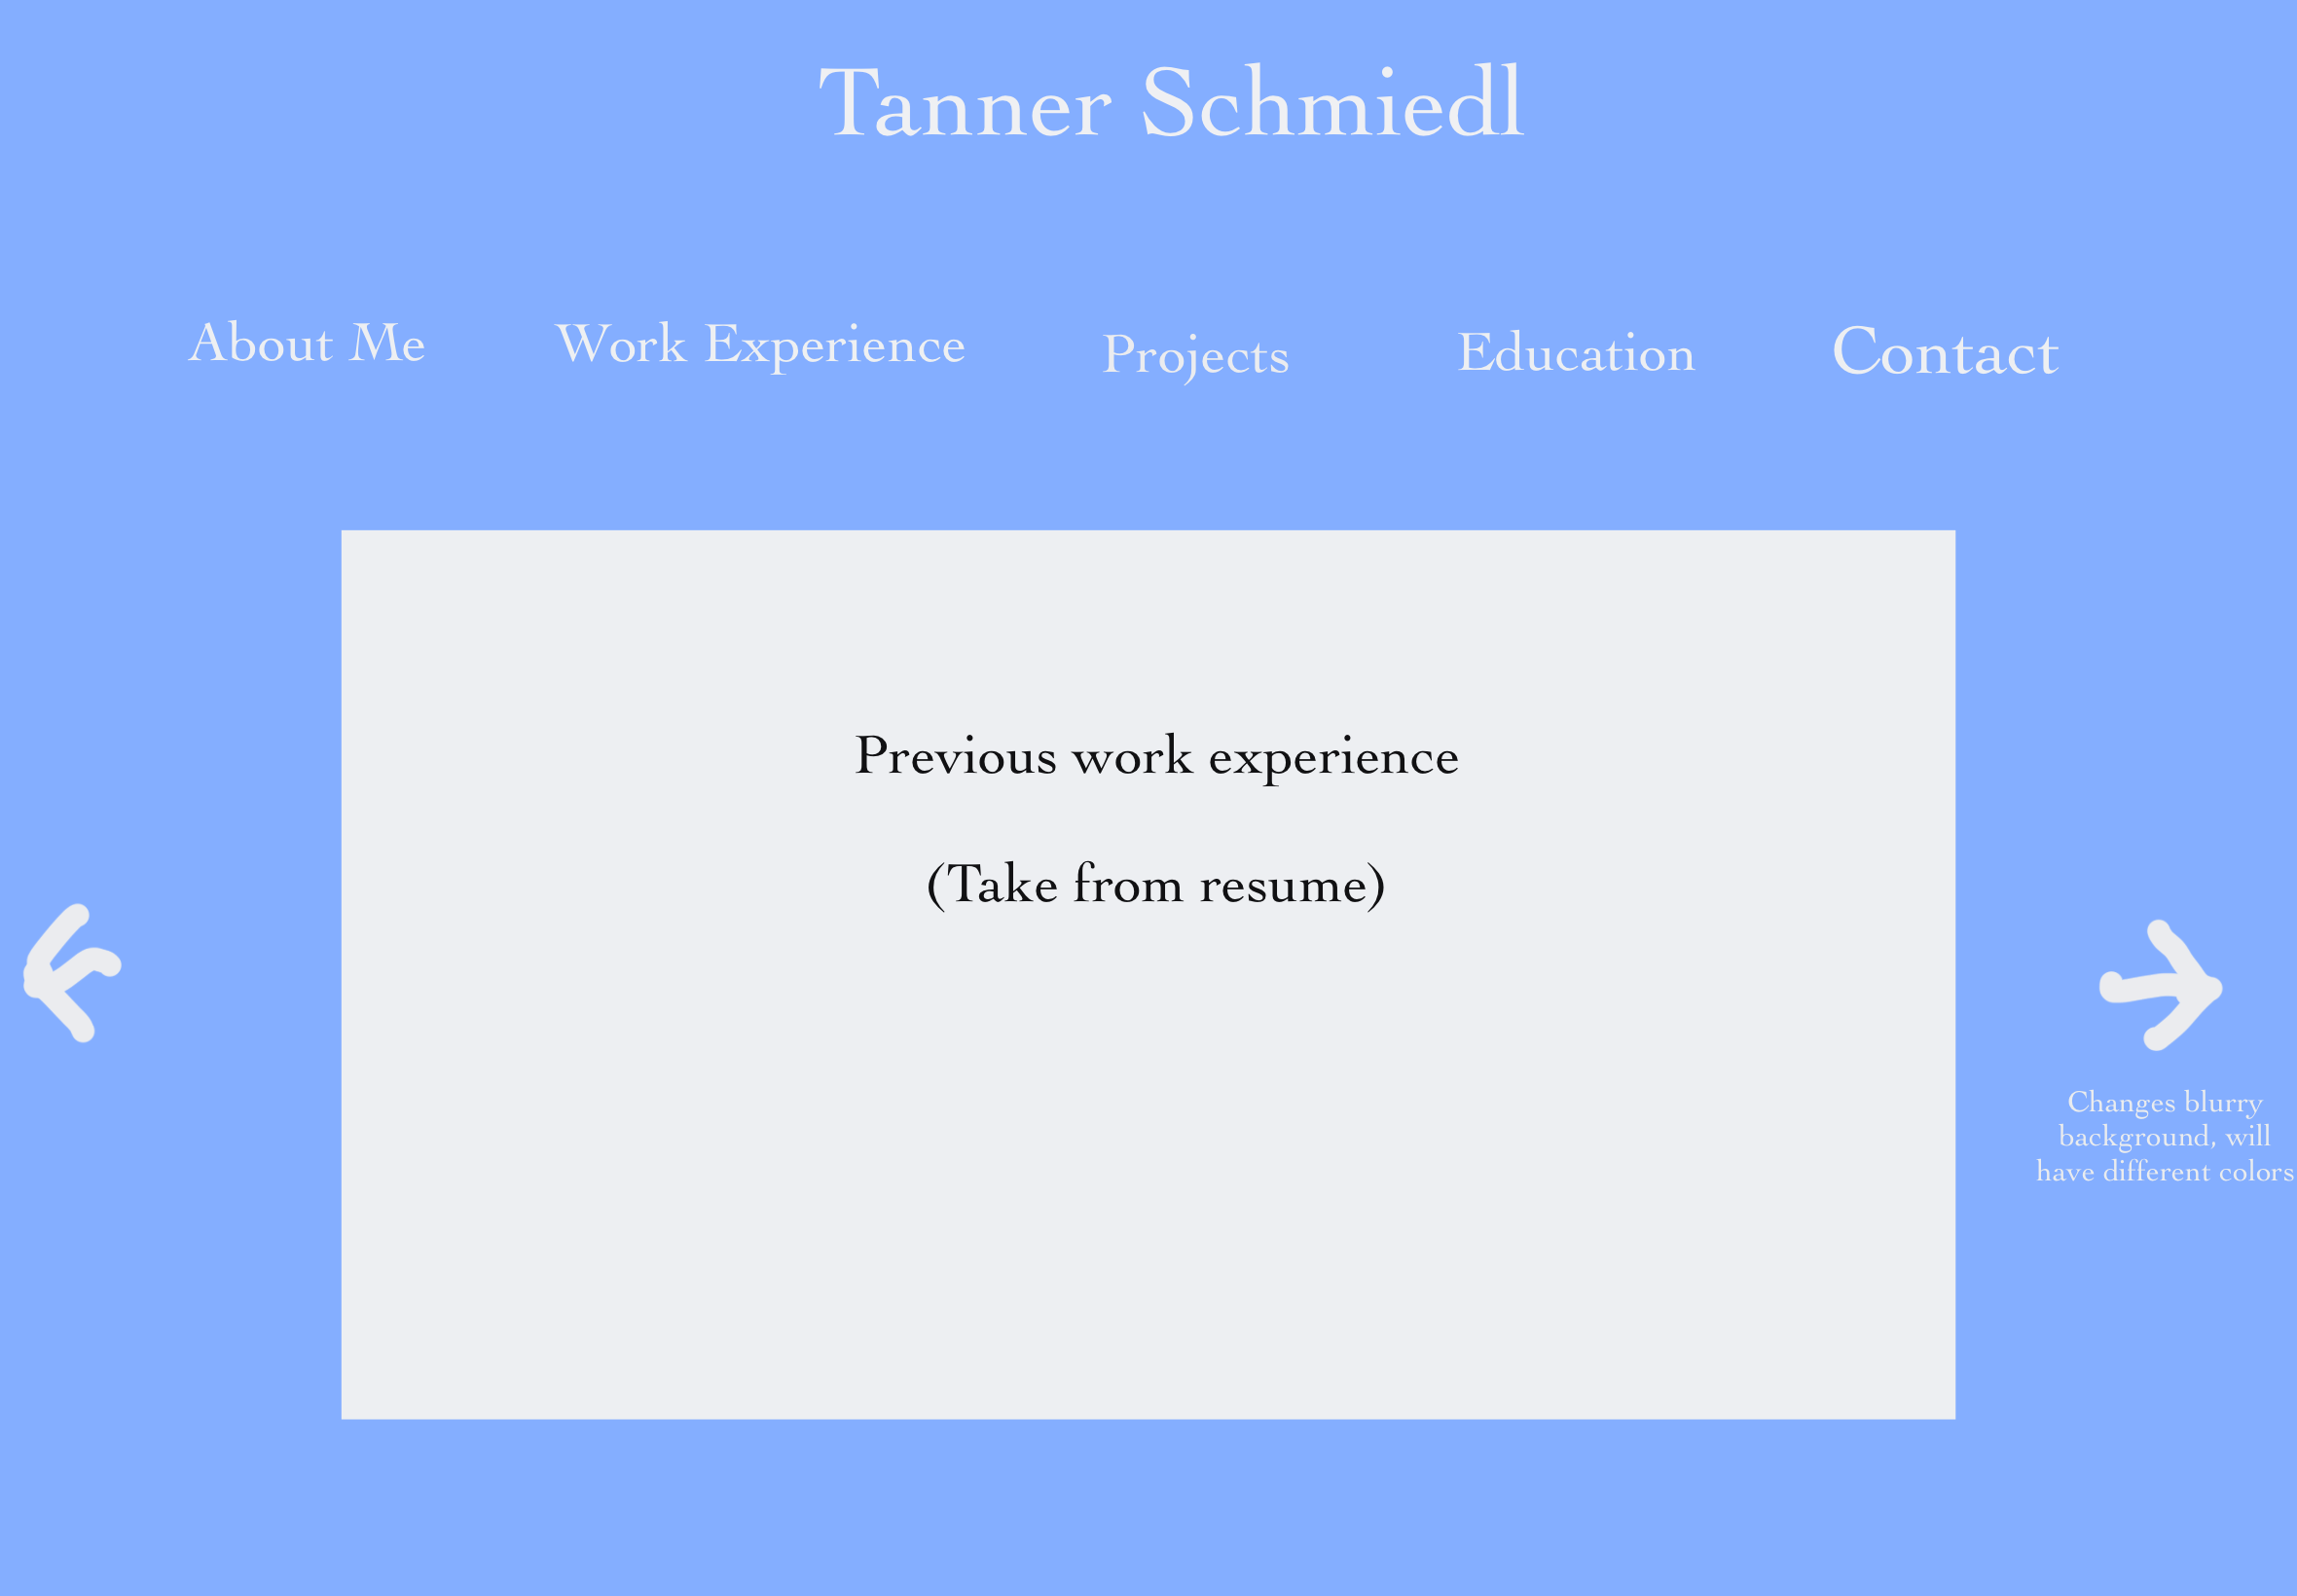 Tanner Schmiedl
About Me Work Experience Projects Education Contact
Previous work experience
(Take from resume)
Changes blurry
background, will
have different colors